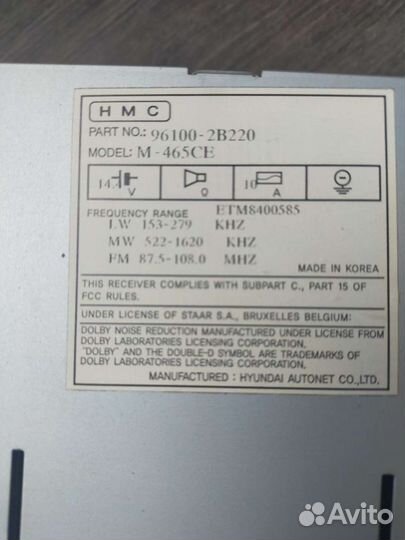 HMC
PART NO.: 96100-2B220
MODEL: M-465CE
14.4 V Ω 10 A
FREQUENCY RANGE ETM8400585
LW 153-279 KHZ
MW 522-1620 KHZ
FM 87.5-108.0 MHZ
MADE IN KOREA
THIS RECEIVER COMPLIES WITH SUBPART C., PART 15 OF
FCC RULES.
UNDER LICENSE OF STAAR S.A., BRUXELLES BELGIUM:
DOLBY NOISE REDUCTION MANUFACTURED UNDER LICENSE FROM
DOLBY LABORATORIES LICENSING CORPORATION.
"DOLBY" AND THE DOUBLE-D SYMBOL ARE TRADEMARKS OF
DOLBY LABORATORIES LICENSING CORPORATION.
MANUFACTURED : HYUNDAI AUTONET CO.,LTD.
Avito